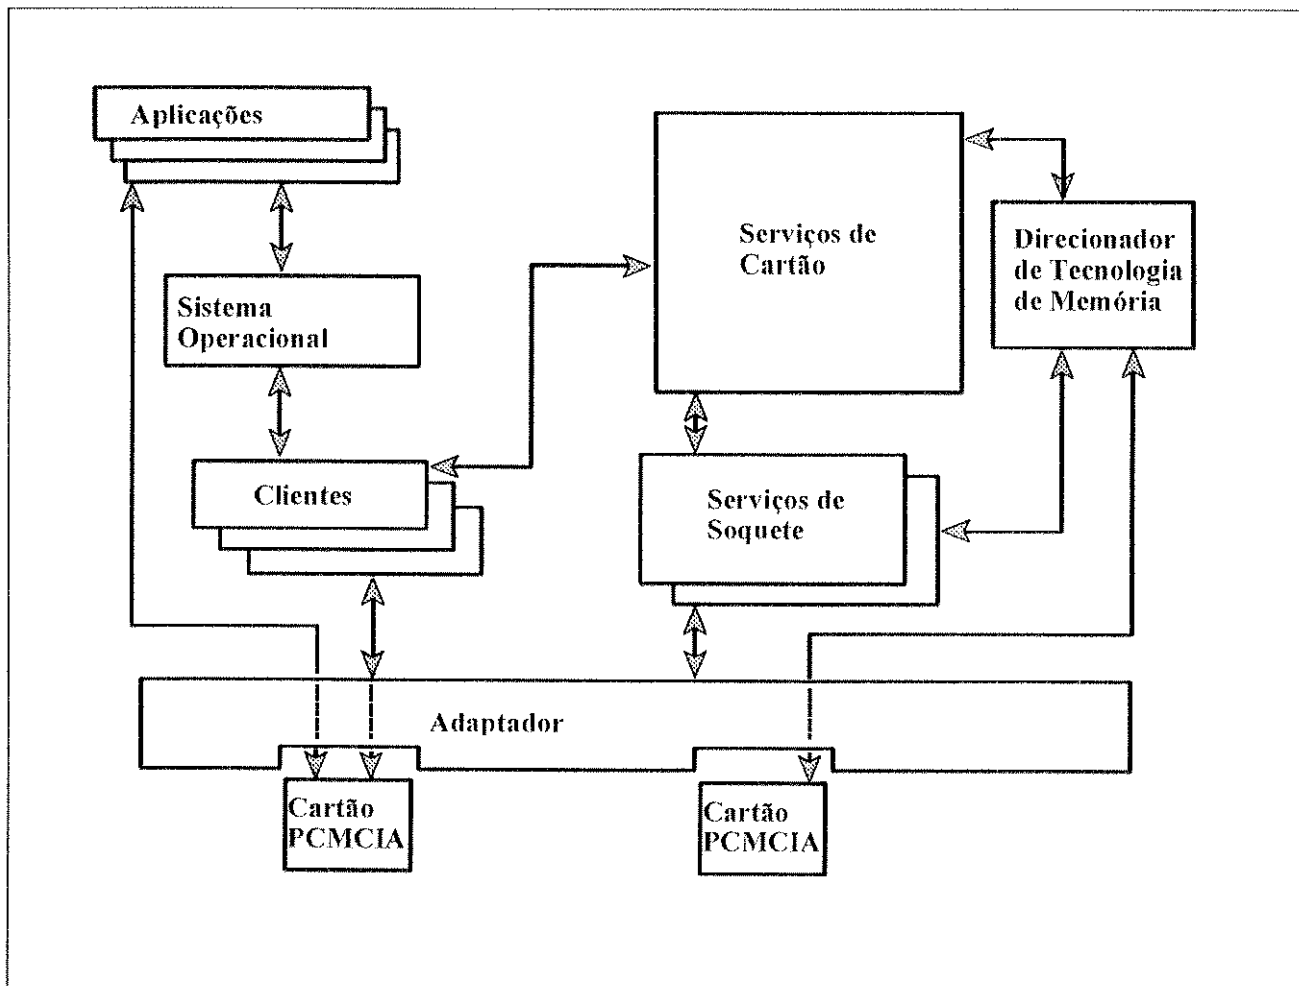 Aplicações
Serviços de
Cartão
Direcionador
de Tecnologia
de Memória
Sistema
Operacional
Clientes
Serviços de
Soquete
Adaptador
Cartão
PCMCIA
Cartão
PCMCIA